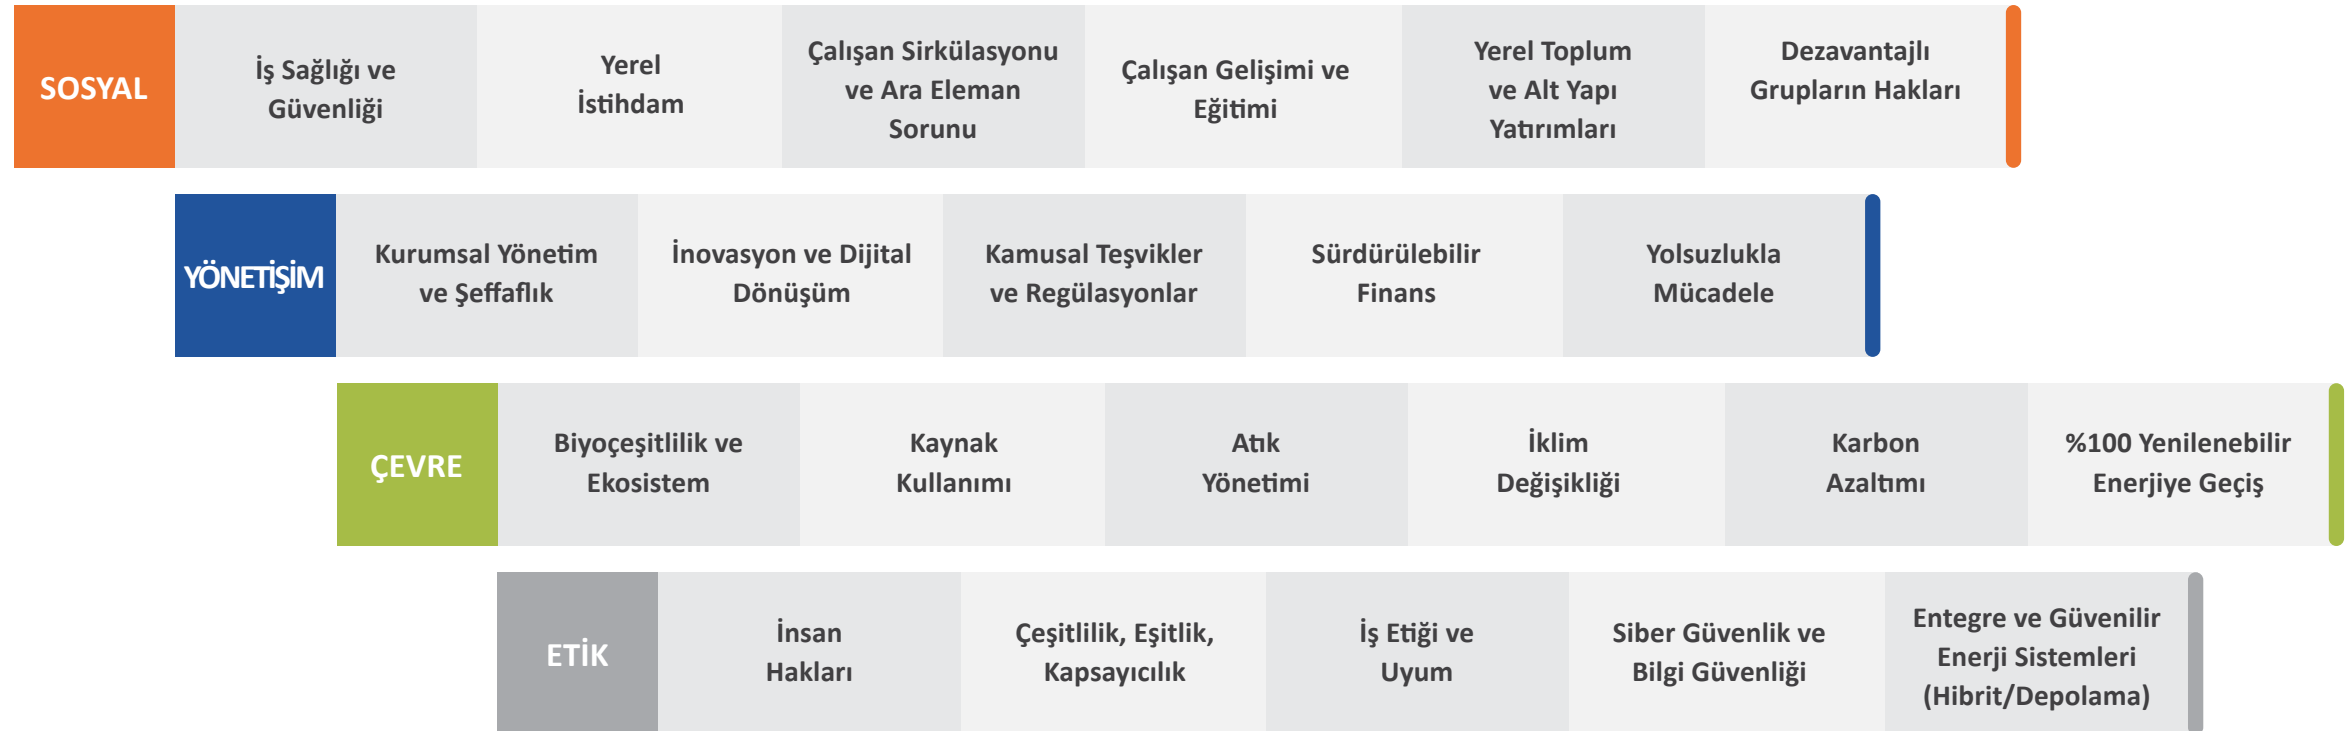 SOSYAL
İş Sağlığı ve
Güvenliği
Yerel
İstihdam
Çalışan Sirkülasyonu
ve Ara Eleman
Sorunu
Çalışan Gelişimi ve
Eğitimi
Yerel Toplum
ve Alt Yapı
Yatırımları
Dezavantajlı
Grupların Hakları
YÖNETİŞİM
Kurumsal Yönetim
ve Şeffaflık
İnovasyon ve Dijital
Dönüşüm
Kamusal Teşvikler
ve Regülasyonlar
Sürdürülebilir
Finans
Yolsuzlukla
Mücadele
ÇEVRE
Biyoçeşitlilik ve
Ekosistem
Kaynak
Kullanımı
Atık
Yönetimi
İklim
Değişikliği
Karbon
Azaltımı
%100 Yenilenebilir
Enerjiye Geçiş
ETİK
İnsan
Hakları
Çeşitlilik, Eşitlik,
Kapsayıcılık
İş Etiği ve
Uyum
Siber Güvenlik ve
Bilgi Güvenliği
Entegre ve Güvenilir
Enerji Sistemleri
(Hibrit/Depolama)